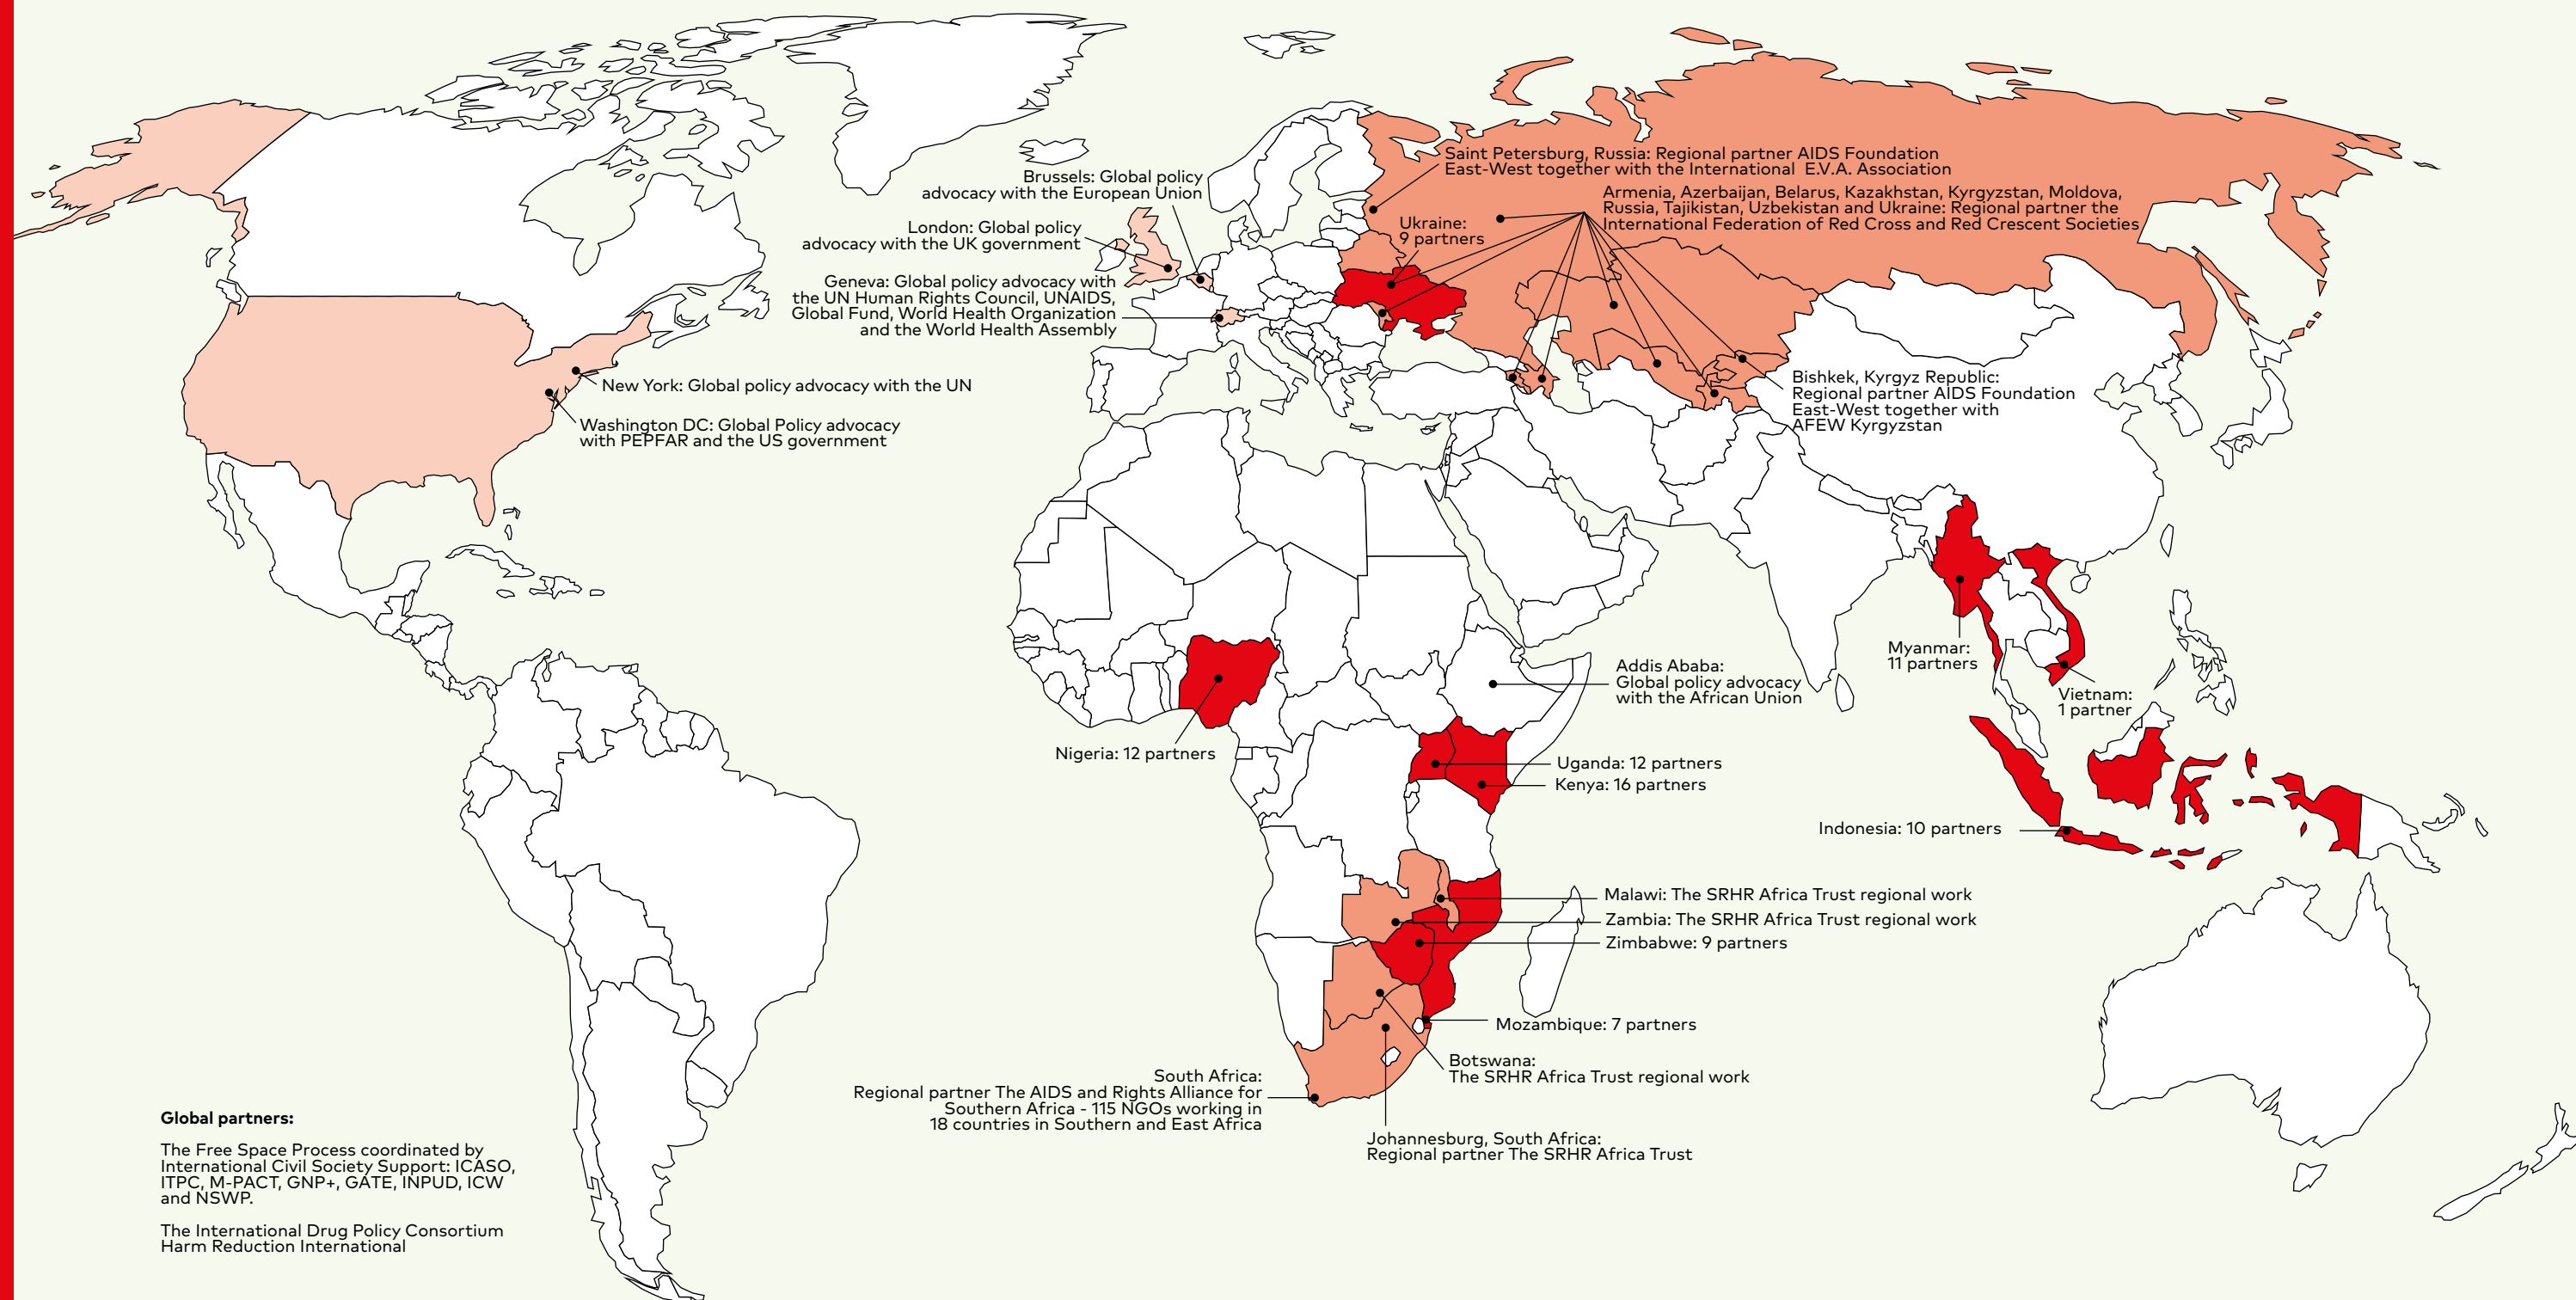 Saint Petersburg, Russia: Regional partner AIDS Foundation
East-West together with the International E.V.A. Association
Brussels: Global policy
advocacy with the European Union
Armenia, Azerbaijan, Belarus, Kazakhstan, Kyrgyzstan, Moldova,
Russia, Tajikistan, Uzbekistan and Ukraine: Regional partner the
International Federation of Red Cross and Red Crescent Societies
London: Global policy
advocacy with the UK government
Ukraine:
9 partners
Geneva: Global policy advocacy with
the UN Human Rights Council, UNAIDS,
Global Fund, World Health Organization
and the World Health Assembly
New York: Global policy advocacy with the UN
Washington DC: Global Policy advocacy
with PEPFAR and the US government
Bishkek, Kyrgyz Republic:
Regional partner AIDS Foundation
East-West together with
AFEW Kyrgyzstan
Myanmar:
11 partners
Vietnam:
1 partner
Addis Ababa:
Global policy advocacy
with the African Union
Nigeria: 12 partners
Uganda: 12 partners
Kenya: 16 partners
Indonesia: 10 partners
Malawi: The SRHR Africa Trust regional work
Zambia: The SRHR Africa Trust regional work
Zimbabwe: 9 partners
Mozambique: 7 partners
Botswana:
The SRHR Africa Trust regional work
South Africa:
Regional partner The AIDS and Rights Alliance for
Southern Africa - 115 NGOs working in
18 countries in Southern and East Africa
Johannesburg, South Africa:
Regional partner The SRHR Africa Trust
Global partners:
The Free Space Process coordinated by
International Civil Society Support: ICASO,
ITPC, M-PACT, GNP+, GATE, INPUD, ICW
and NSWP.
The International Drug Policy Consortium
Harm Reduction International